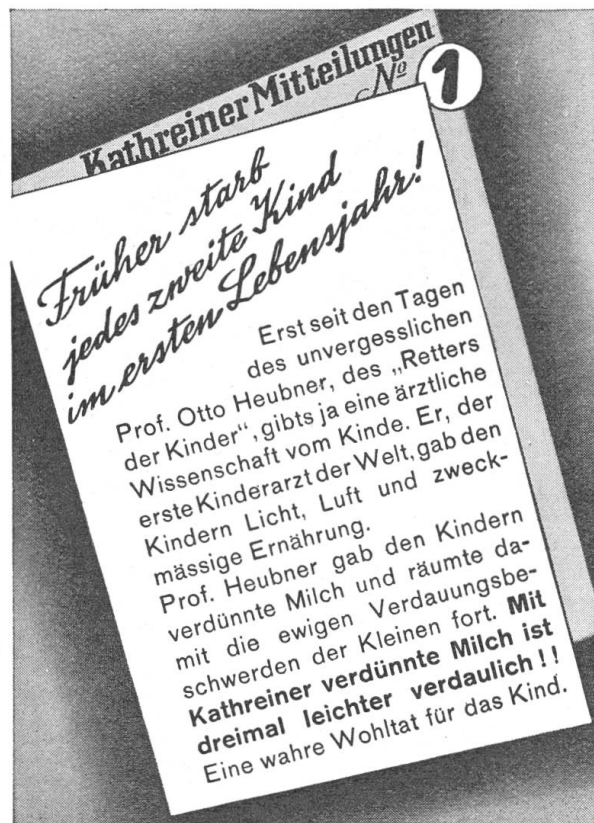 Kathreiner Mitteilungen
No 1
Früher starb
jedes zweite Kind
im ersten Lebensjahr!
Erst seit den Tagen
des unvergesslichen
Prof. Otto Heubner, des „Retters
der Kinder“, gibts ja eine ärztliche
Wissenschaft vom Kinde. Er, der
erste Kinderarzt der Welt, gab den
Kindern Licht, Luft und zweck-
mässige Ernährung.
Prof. Heubner gab den Kindern
verdünnte Milch und räumte da-
mit die ewigen Verdauungsbe-
schwerden der Kleinen fort. Mit
Kathreiner verdünnte Milch ist
dreimal leichter verdaulich!!
Eine wahre Wohltat für das Kind.